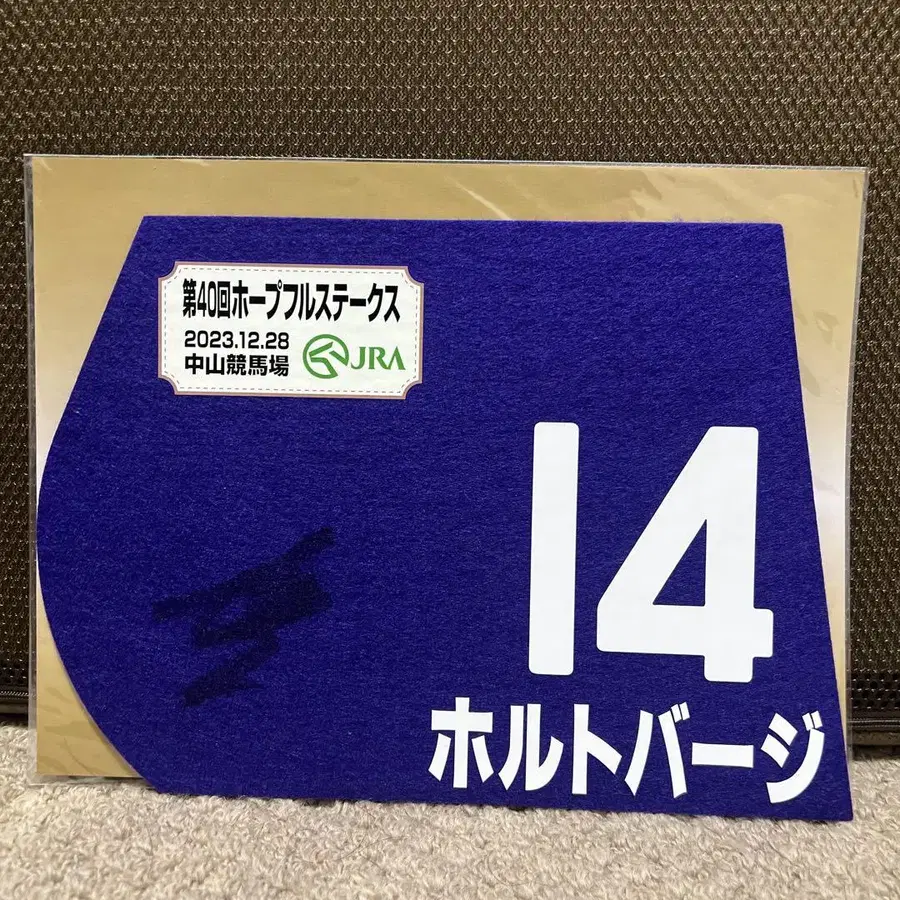 第40回ホープフルステークス
2023.12.28
中山競馬場
JRA
14
ホルトバージ